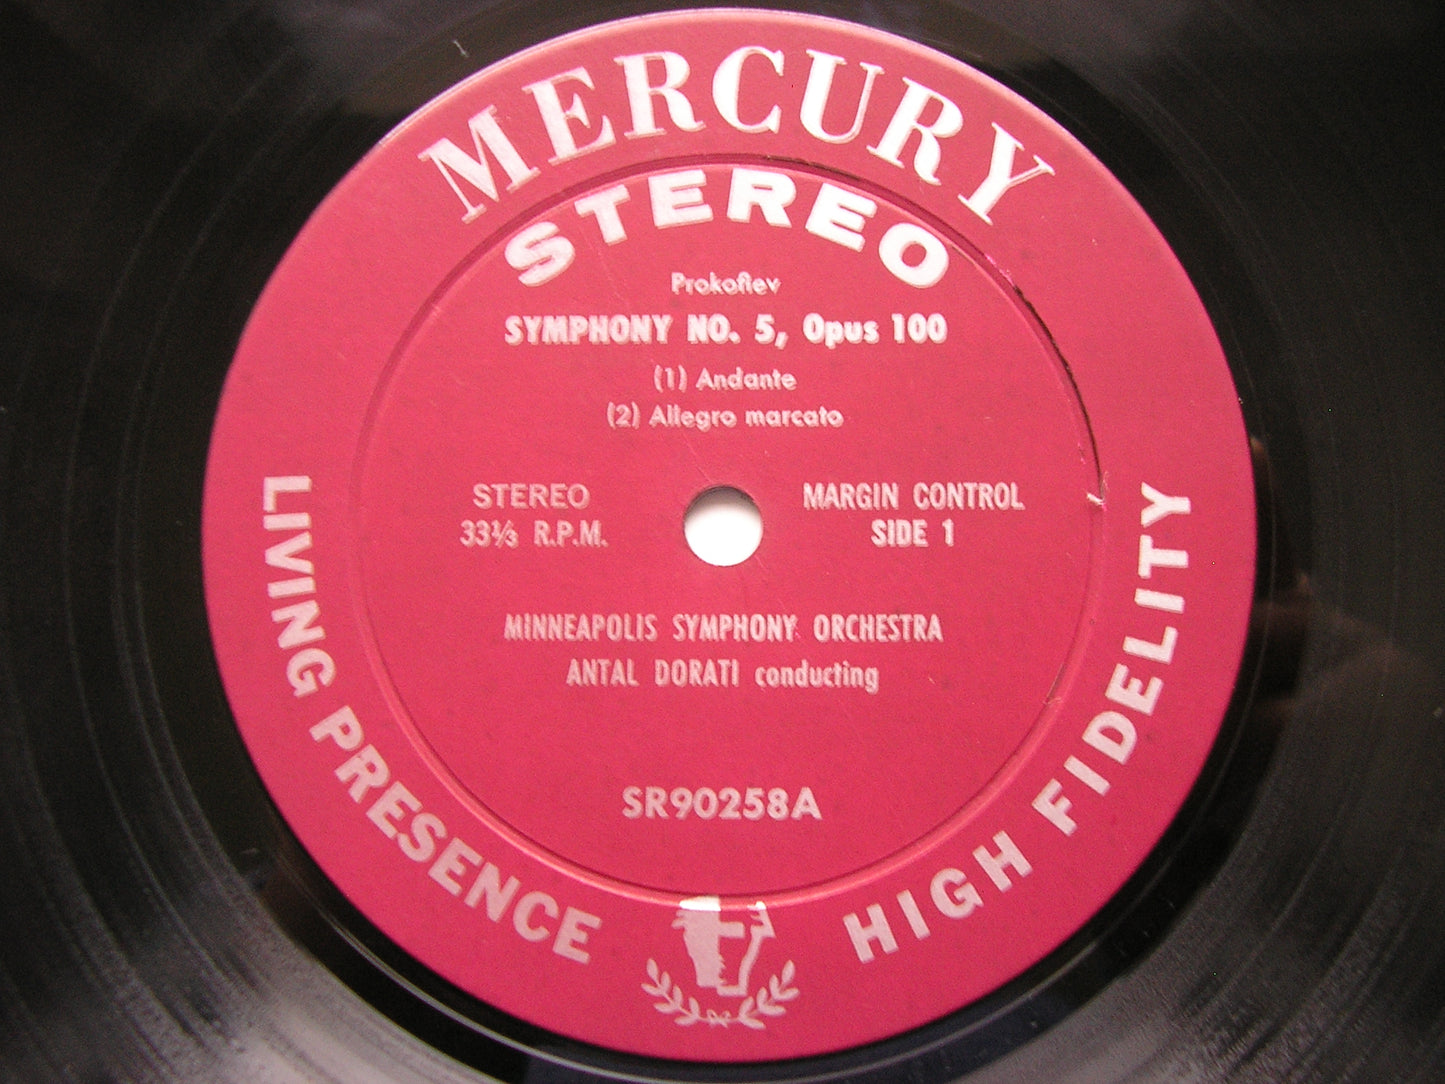 MERCURY
STEREO
Prokofiev
SYMPHONY NO. 5, Opus 100
(1) Andante
(2) Allegro marcato
STEREO
33⅓ R.P.M.
MARGIN CONTROL
SIDE 1
MINNEAPOLIS SYMPHONY ORCHESTRA
ANTAL DORATI conducting
SR90258A
LIVING PRESENCE
HIGH FIDELITY